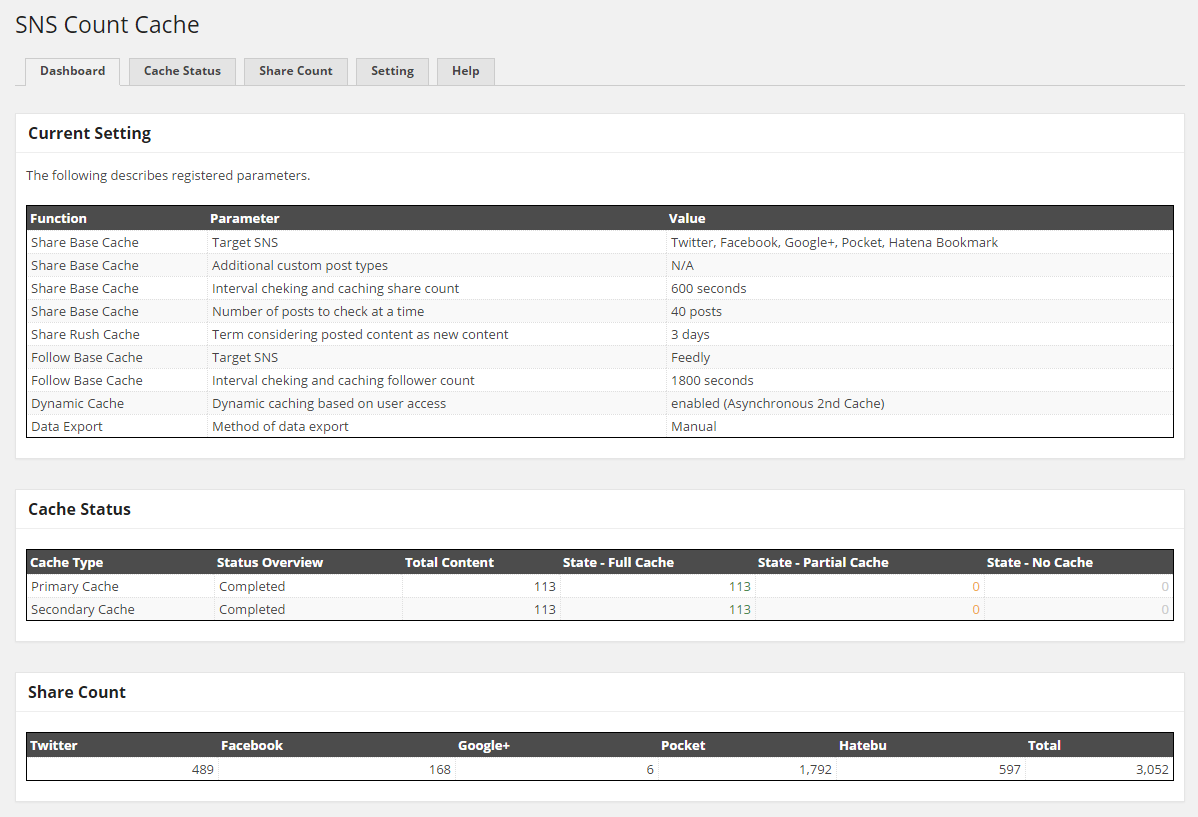 SNS Count Cache
Dashboard Cache Status Share Count Setting Help
Current Setting
The following describes registered parameters.
Function Parameter Value
Share Base Cache Target SNS Twitter, Facebook, Google+, Pocket, Hatena Bookmark
Share Base Cache Additional custom post types N/A
Share Base Cache Interval cheking and caching share count 600 seconds
Share Base Cache Number of posts to check at a time 40 posts
Share Rush Cache Term considering posted content as new content 3 days
Follow Base Cache Target SNS Feedly
Follow Base Cache Interval cheking and caching follower count 1800 seconds
Dynamic Cache Dynamic caching based on user access enabled (Asynchronous 2nd Cache)
Data Export Method of data export Manual
Cache Status
Cache Type Status Overview Total Content State - Full Cache State - Partial Cache State - No Cache
Primary Cache Completed 113 113 0 0
Secondary Cache Completed 113 113 0 0
Share Count
Twitter Facebook Google+ Pocket Hatebu Total
489 168 6 1,792 597 3,052